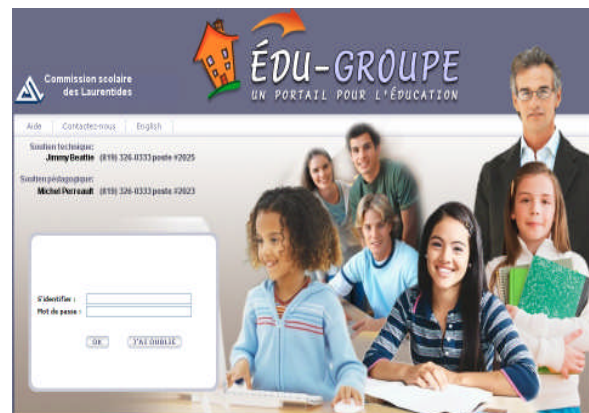 Commission scolaire
des Laurentides
ÉDU-GROUPE
UN PORTAIL POUR L'ÉDUCATION
Aide Contactez-nous English
Soutien technique:
Jimmy Beattie (819) 326-0333 poste #2025
Soutien pédagogique:
Michel Perreault (819) 326-0333 poste #2023
S'identifier :
Mot de passe :
OK J'AI OUBLIÉ